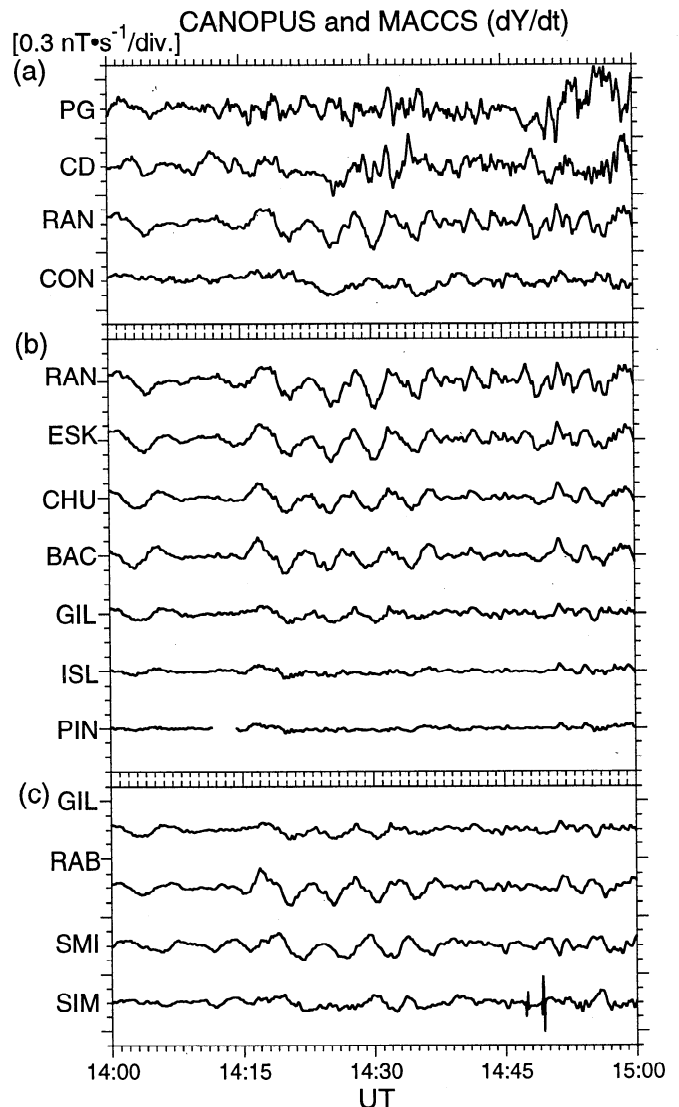 CANOPUS and MACCS (dY/dt)
[0.3 nT•s⁻¹/div.]
(a)
PG
CD
RAN
CON
(b)
RAN
ESK
CHU
BAC
GIL
ISL
PIN
(c)
GIL
RAB
SMI
SIM
14:00 14:15 14:30 14:45 15:00
UT